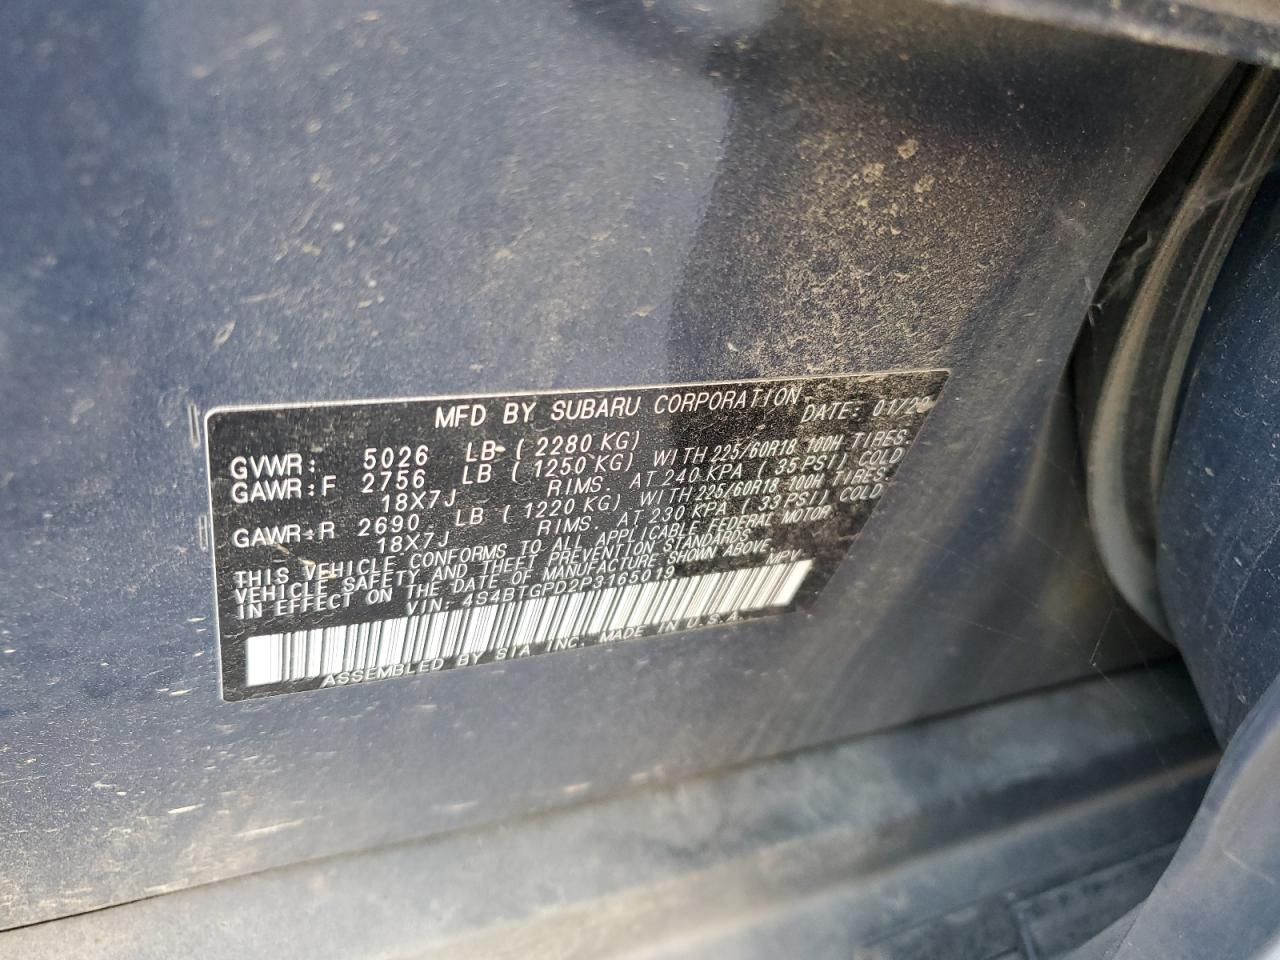 MFD BY SUBARU CORPORATION DATE: 01/20
GVWR: 5026 LB ( 2280 KG)
GAWR:F 2756 LB ( 1250 KG) WITH 225/60R18 100H TIRES.
18X7J RIMS. AT 240 KPA ( 35 PSI), COLD
GAWR:R 2690 LB ( 1220 KG) WITH 225/60R18 100H TIRES.
18X7J RIMS. AT 230 KPA ( 33 PSI), COLD
THIS VEHICLE CONFORMS TO ALL APPLICABLE FEDERAL MOTOR
VEHICLE SAFETY AND THEFT PREVENTION STANDARDS
IN EFFECT ON THE DATE OF MANUFACTURE SHOWN ABOVE.
VIN: 4S4BTGPD2P3165019 MPV
ASSEMBLED BY SIA INC. MADE IN U.S.A.